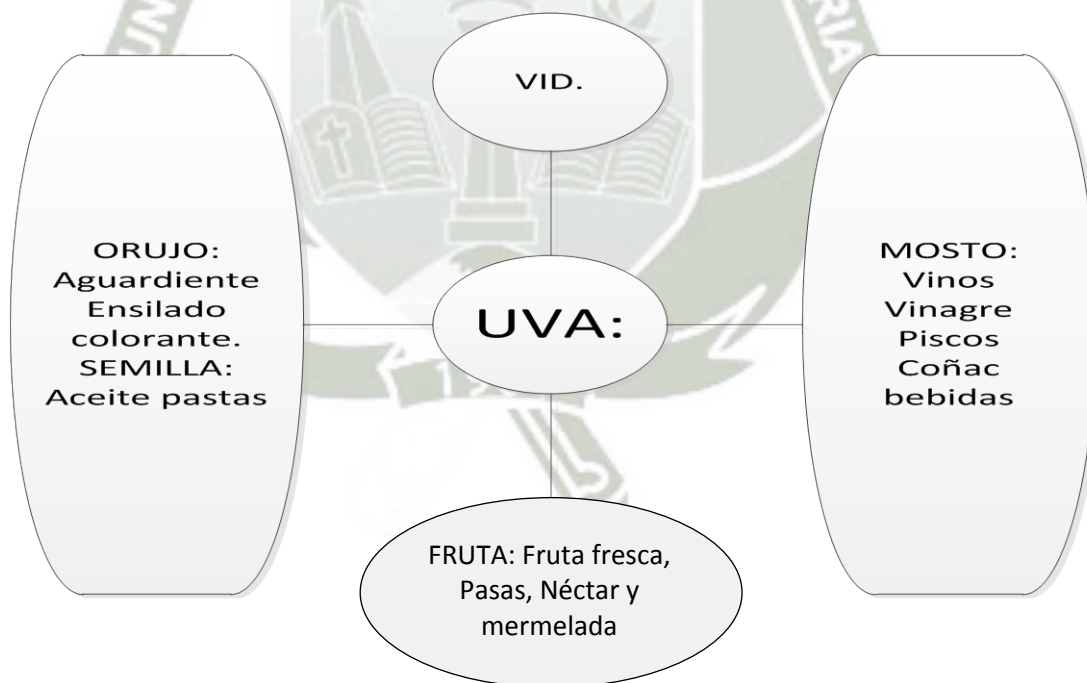 VID.
ORUJO:
Aguardiente
Ensilado
colorante.
SEMILLA:
Aceite pastas
UVA:
MOSTO:
Vinos
Vinagre
Piscos
Coñac
bebidas
FRUTA: Fruta fresca,
Pasas, Néctar y
mermelada